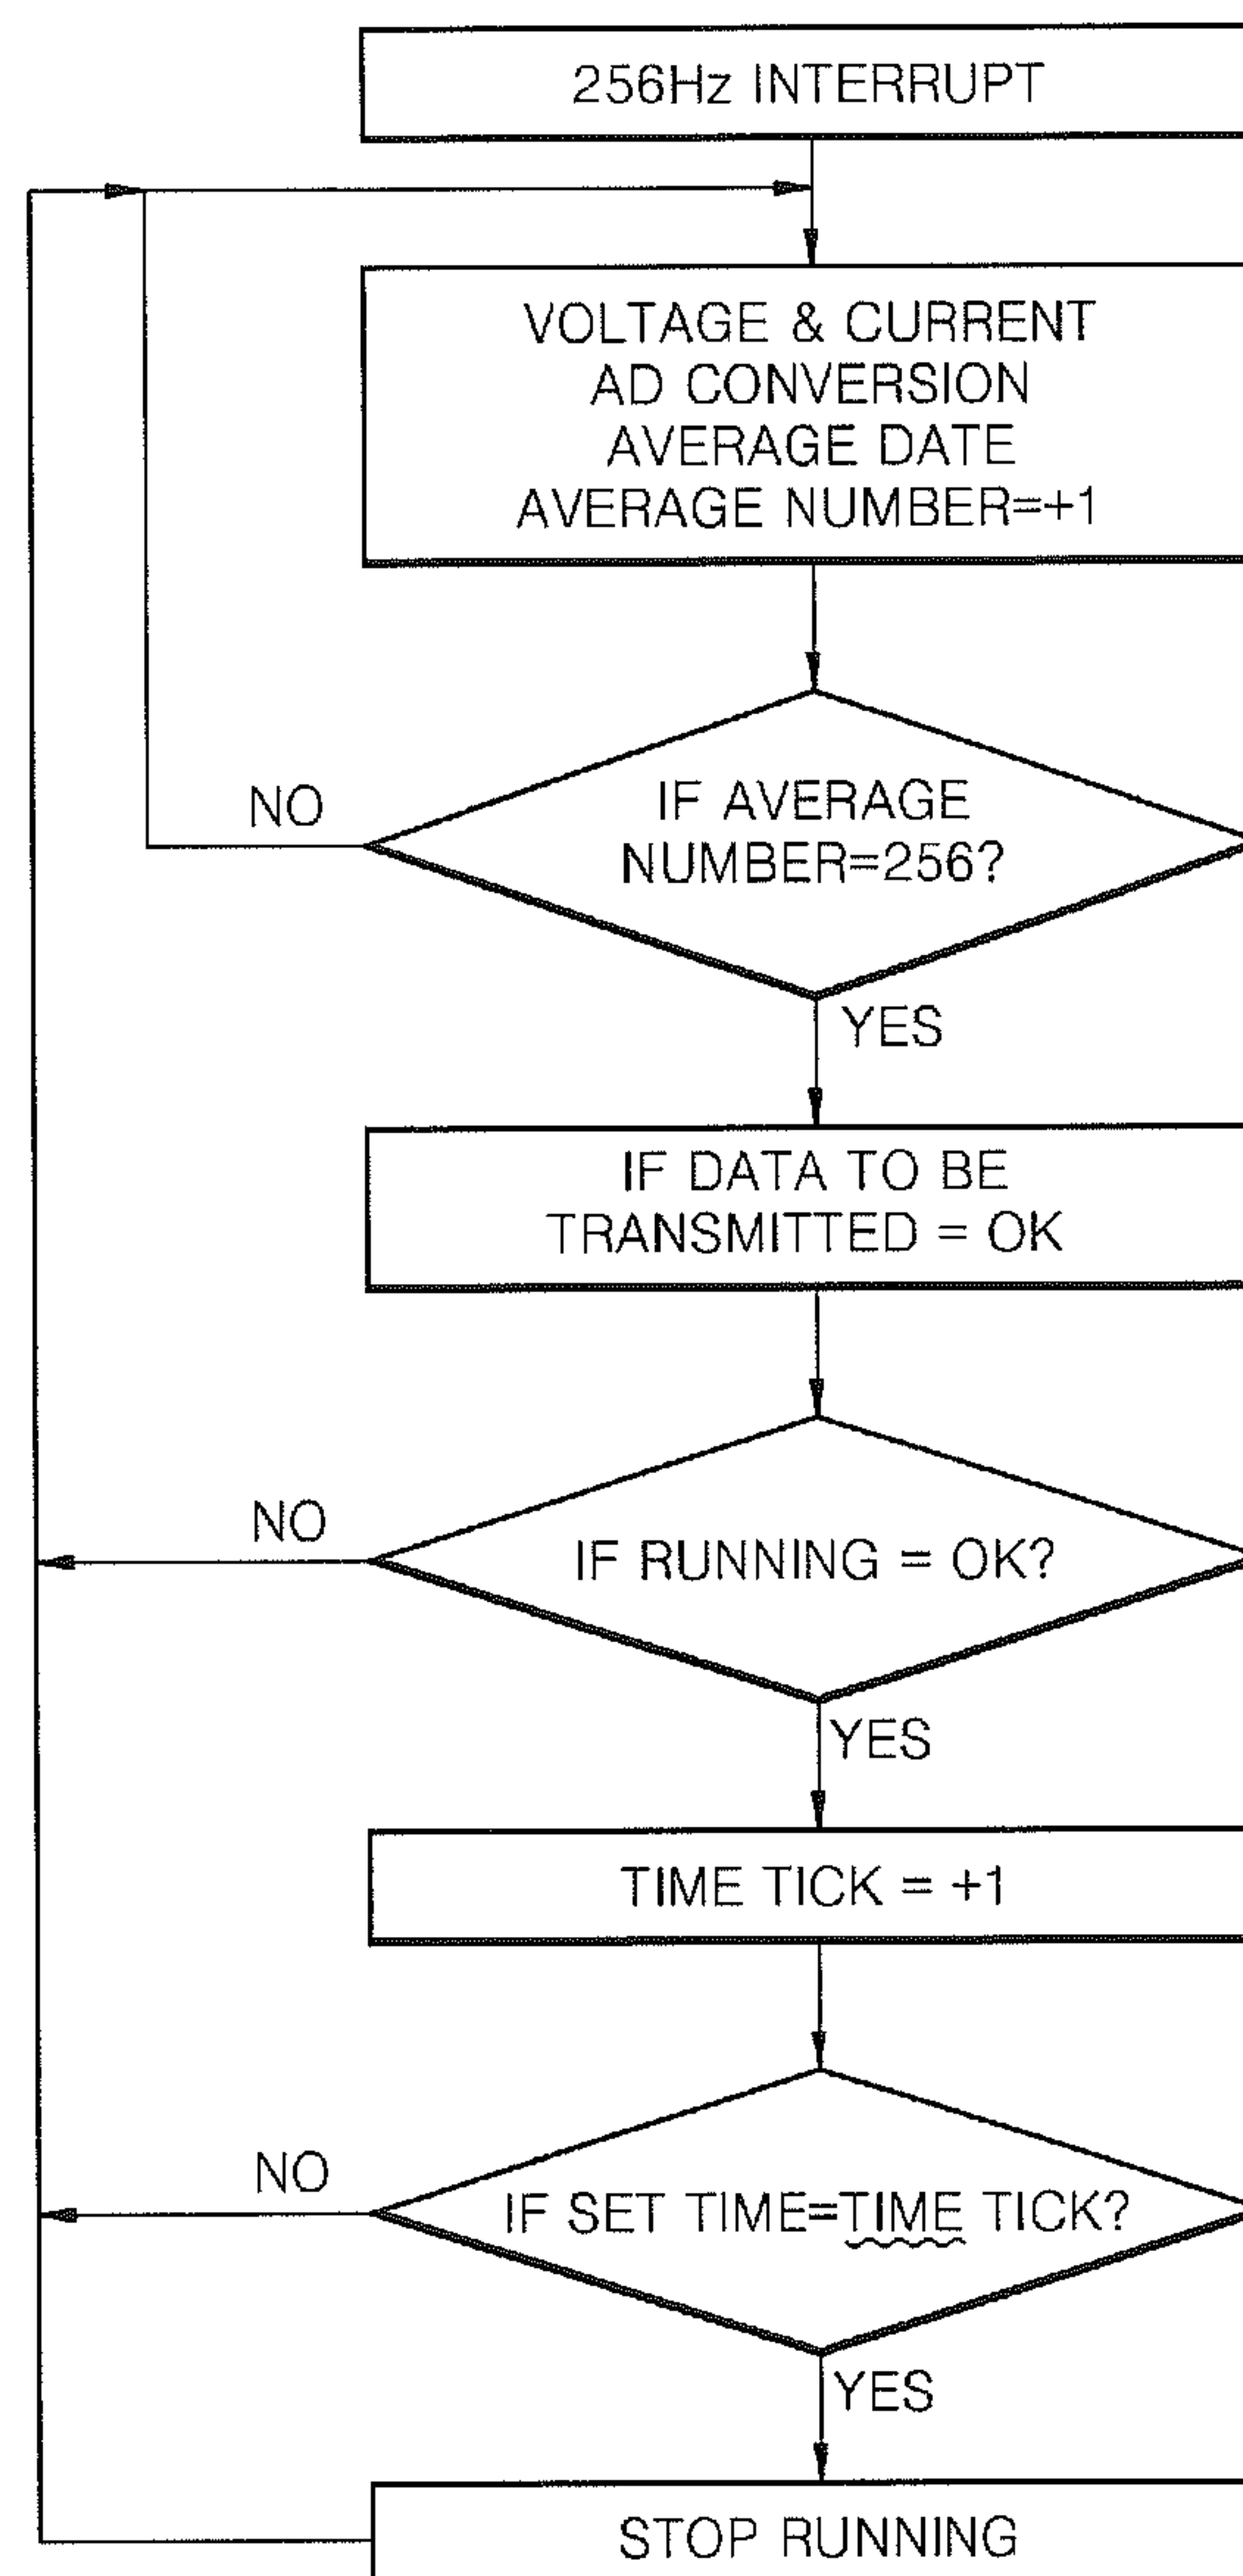 256Hz INTERRUPT
VOLTAGE & CURRENT
AD CONVERSION
AVERAGE DATE
AVERAGE NUMBER=+1
NO
IF AVERAGE
NUMBER=256?
YES
IF DATA TO BE
TRANSMITTED = OK
NO
IF RUNNING = OK?
YES
TIME TICK = +1
NO
IF SET TIME=TIME TICK?
YES
STOP RUNNING